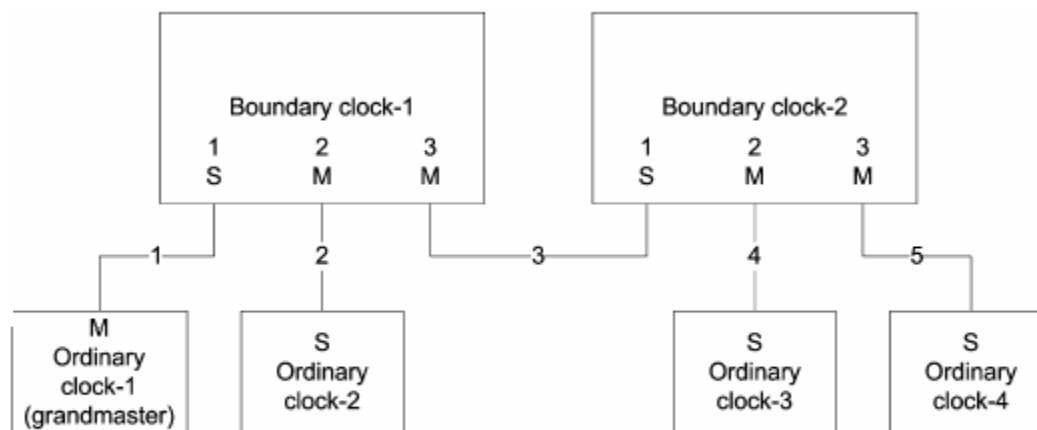 Boundary clock-1
1 2 3
S M M
Boundary clock-2
1 2 3
S M M
1 2 3 4 5
M
Ordinary
clock-1
(grandmaster)
S
Ordinary
clock-2
S
Ordinary
clock-3
S
Ordinary
clock-4